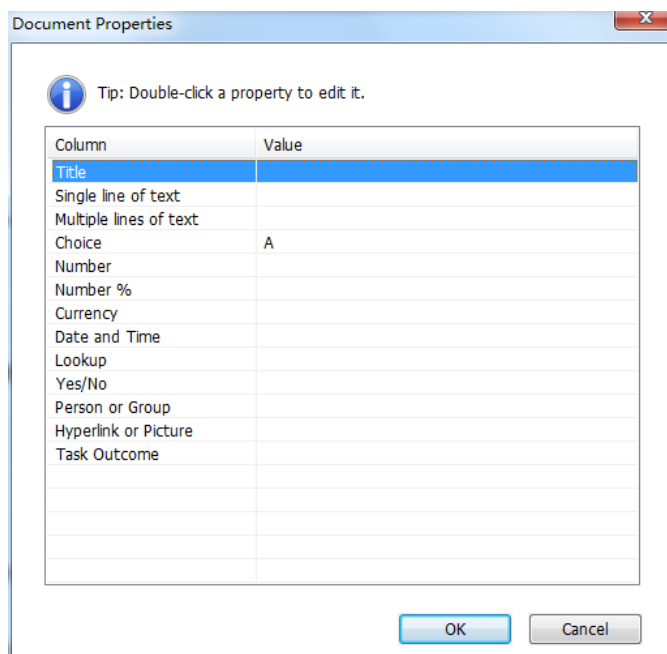 Document Properties
Tip: Double-click a property to edit it.
Column Value
Title
Single line of text
Multiple lines of text
Choice A
Number
Number %
Currency
Date and Time
Lookup
Yes/No
Person or Group
Hyperlink or Picture
Task Outcome
OK Cancel